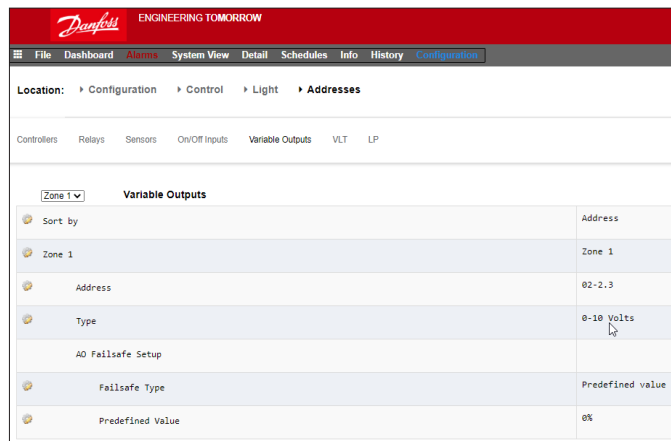 Danfoss ENGINEERING TOMORROW
File Dashboard Alarms System View Detail Schedules Info History Configuration
Location: Configuration Control Light Addresses
Controllers Relays Sensors On/Off Inputs Variable Outputs VLT LP
Zone 1 Variable Outputs
Sort by Address
Zone 1 Zone 1
Address 02-2.3
Type 0-10 Volts
AO Failsafe Setup
Failsafe Type Predefined value
Predefined Value 0%